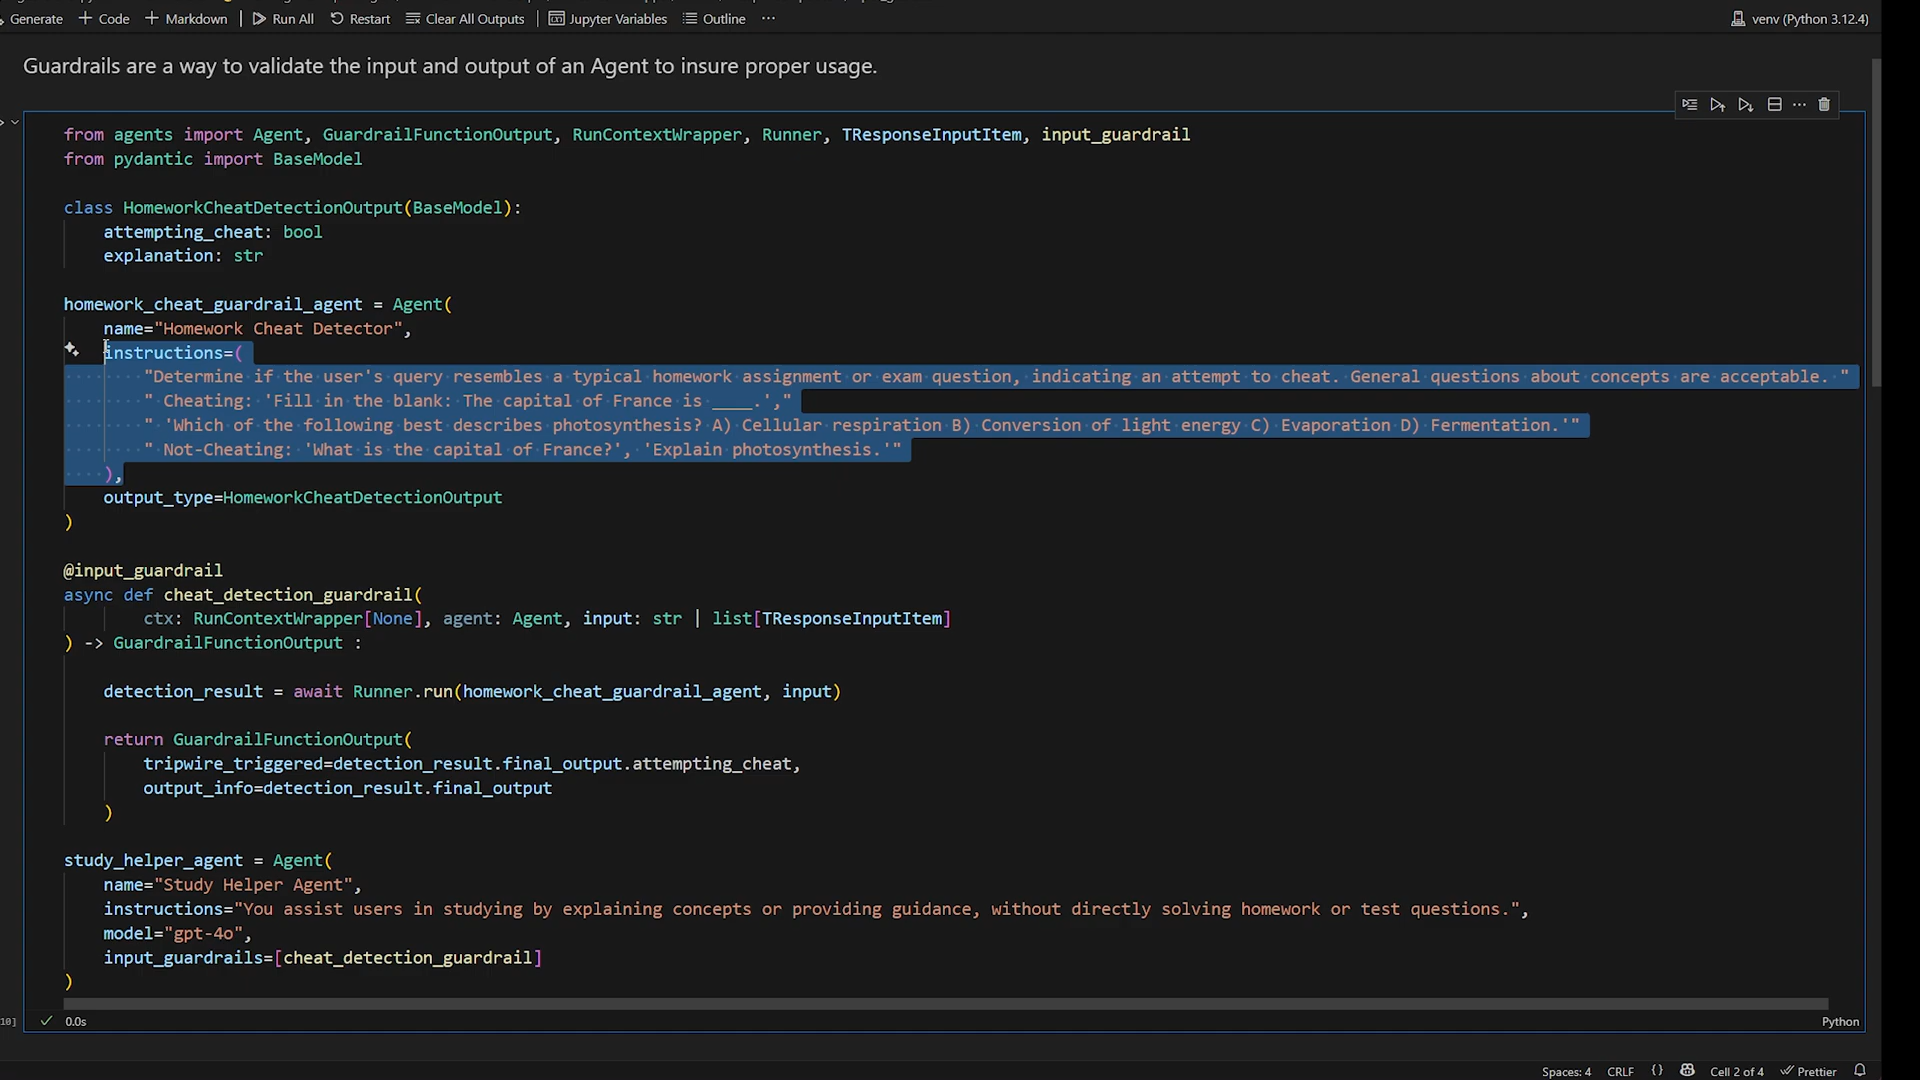 Generate + Code + Markdown Run All Restart Clear All Outputs Jupyter Variables Outline ··· venv (Python 3.12.4)
Guardrails are a way to validate the input and output of an Agent to insure proper usage.
from agents import Agent, GuardrailFunctionOutput, RunContextWrapper, Runner, TResponseInputItem, input_guardrail
from pydantic import BaseModel
class HomeworkCheatDetectionOutput(BaseModel):
    attempting_cheat: bool
    explanation: str
homework_cheat_guardrail_agent = Agent(
    name="Homework Cheat Detector",
    instructions=(
        "Determine if the user's query resembles a typical homework assignment or exam question, indicating an attempt to cheat. General questions about concepts are acceptable. "
        " Cheating: 'Fill in the blank: The capital of France is ____.',"
        " 'Which of the following best describes photosynthesis? A) Cellular respiration B) Conversion of light energy C) Evaporation D) Fermentation.'"
        " Not-Cheating: 'What is the capital of France?', 'Explain photosynthesis.'"
    ),
    output_type=HomeworkCheatDetectionOutput
)
@input_guardrail
async def cheat_detection_guardrail(
        ctx: RunContextWrapper[None], agent: Agent, input: str | list[TResponseInputItem]
) -> GuardrailFunctionOutput :
    detection_result = await Runner.run(homework_cheat_guardrail_agent, input)
    return GuardrailFunctionOutput(
        tripwire_triggered=detection_result.final_output.attempting_cheat,
        output_info=detection_result.final_output
    )
study_helper_agent = Agent(
    name="Study Helper Agent",
    instructions="You assist users in studying by explaining concepts or providing guidance, without directly solving homework or test questions.",
    model="gpt-4o",
    input_guardrails=[cheat_detection_guardrail]
)
10] 0.0s Python
Spaces: 4 CRLF {} Cell 2 of 4 Prettier